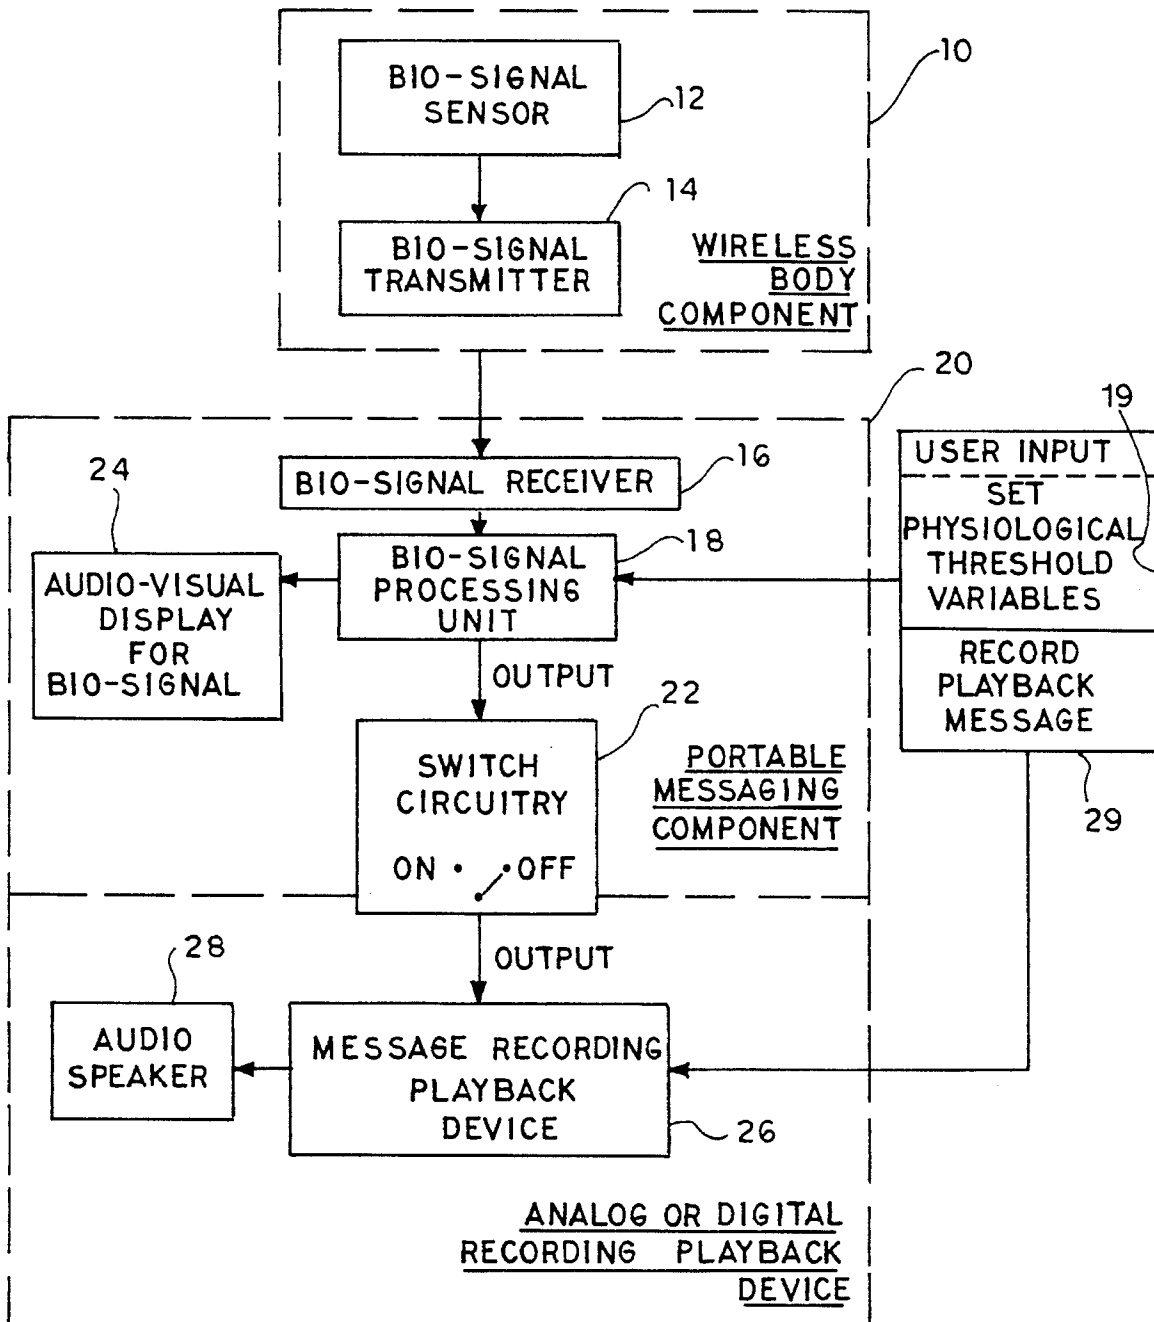 BIO-SIGNAL
SENSOR
12
10
14
BIO-SIGNAL
TRANSMITTER
WIRELESS
BODY
COMPONENT
20
19
24
BIO-SIGNAL RECEIVER
16
USER INPUT
SET
PHYSIOLOGICAL
THRESHOLD
VARIABLES
18
BIO-SIGNAL
PROCESSING
UNIT
AUDIO-VISUAL
DISPLAY
FOR
BIO-SIGNAL
RECORD
PLAYBACK
MESSAGE
29
OUTPUT
22
SWITCH
CIRCUITRY
ON OFF
PORTABLE
MESSAGING
COMPONENT
OUTPUT
28
AUDIO
SPEAKER
MESSAGE RECORDING
PLAYBACK
DEVICE
26
ANALOG OR DIGITAL
RECORDING PLAYBACK
DEVICE